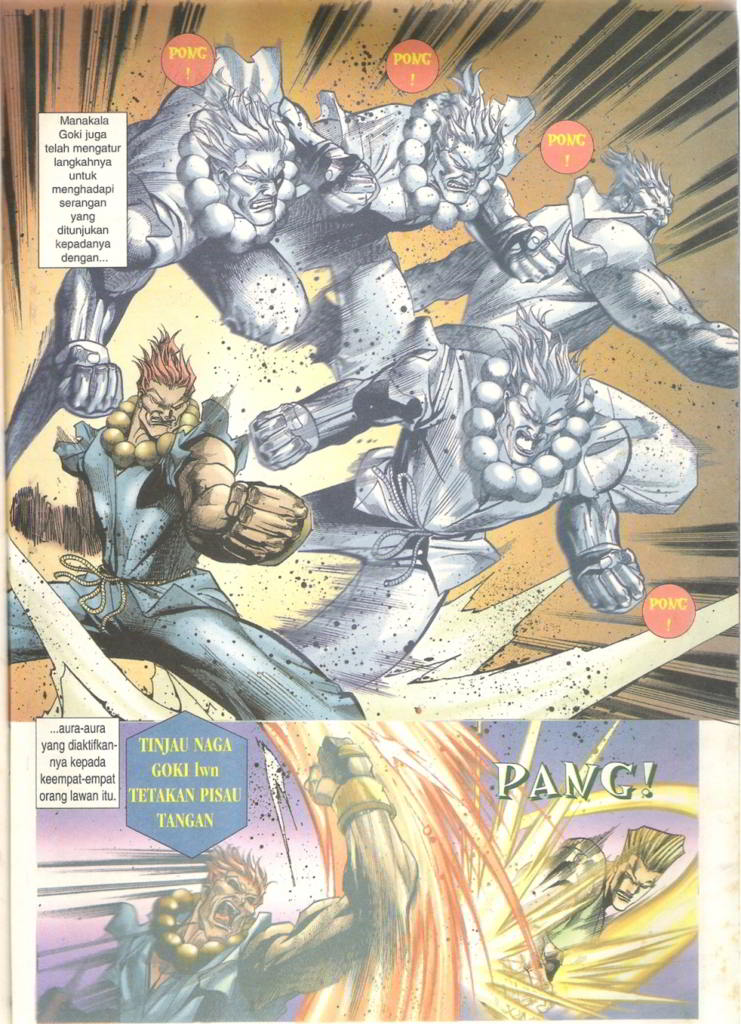 PONG
!
PONG
!
PONG
!
Manakala
Goki juga
telah mengatur
langkahnya
untuk
menghadapi
serangan
yang
ditunjukan
kepadanya
dengan...
PONG
!
...aura-aura
yang diaktifkan-
nya kepada
keempat-empat
orang lawan itu.
TINJAU NAGA
GOKI lwn
TETAKAN PISAU
TANGAN
PANG!